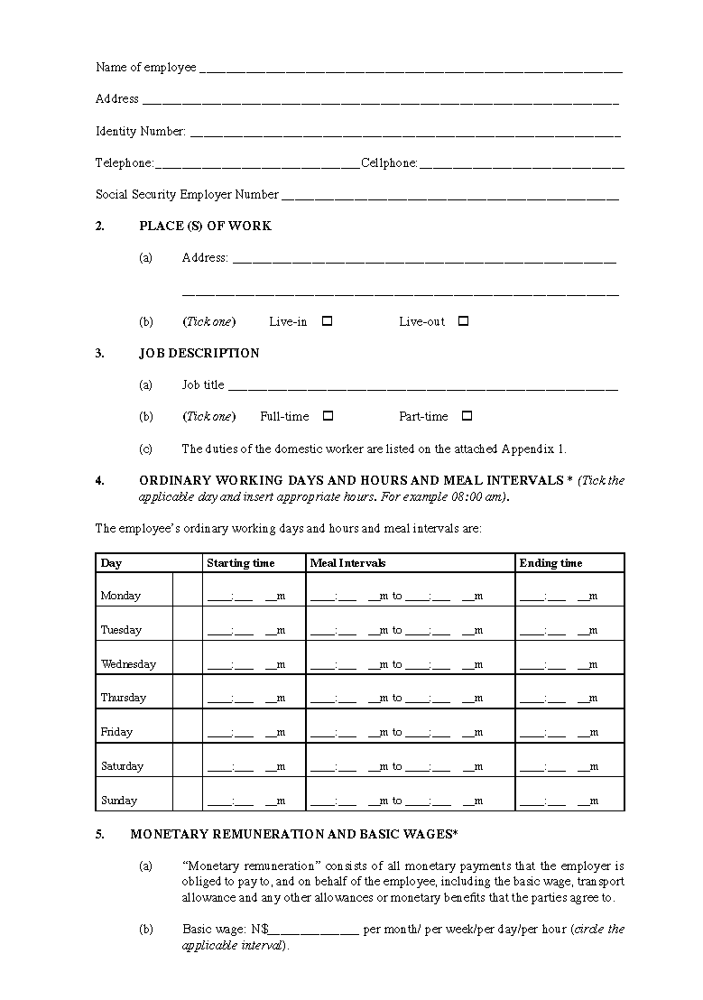 Name of employee ______________________________________________________________
Address ______________________________________________________________________
Identity Number: _______________________________________________________________
Telephone:______________________________Cellphone:______________________________
Social Security Employer Number __________________________________________________
2. PLACE (S) OF WORK
(a) Address: _________________________________________________________
________________________________________________________________
(b) (Tick one) Live-in ☐ Live-out ☐
3. JOB DESCRIPTION
(a) Job title __________________________________________________________
(b) (Tick one) Full-time ☐ Part-time ☐
(c) The duties of the domestic worker are listed on the attached Appendix 1.
4. ORDINARY WORKING DAYS AND HOURS AND MEAL INTERVALS * (Tick the
applicable day and insert appropriate hours. For example 08:00 am).
The employee's ordinary working days and hours and meal intervals are:
Day Starting time Meal Intervals Ending time
Monday ____:___ __m ____:___ __m to ____:___ __m ____:___ __m
Tuesday ____:___ __m ____:___ __m to ____:___ __m ____:___ __m
Wednesday ____:___ __m ____:___ __m to ____:___ __m ____:___ __m
Thursday ____:___ __m ____:___ __m to ____:___ __m ____:___ __m
Friday ____:___ __m ____:___ __m to ____:___ __m ____:___ __m
Saturday ____:___ __m ____:___ __m to ____:___ __m ____:___ __m
Sunday ____:___ __m ____:___ __m to ____:___ __m ____:___ __m
5. MONETARY REMUNERATION AND BASIC WAGES*
(a) "Monetary remuneration" consists of all monetary payments that the employer is
obliged to pay to, and on behalf of the employee, including the basic wage, transport
allowance and any other allowances or monetary benefits that the parties agree to.
(b) Basic wage: N$______________ per month/ per week/per day/per hour (circle the
applicable interval).